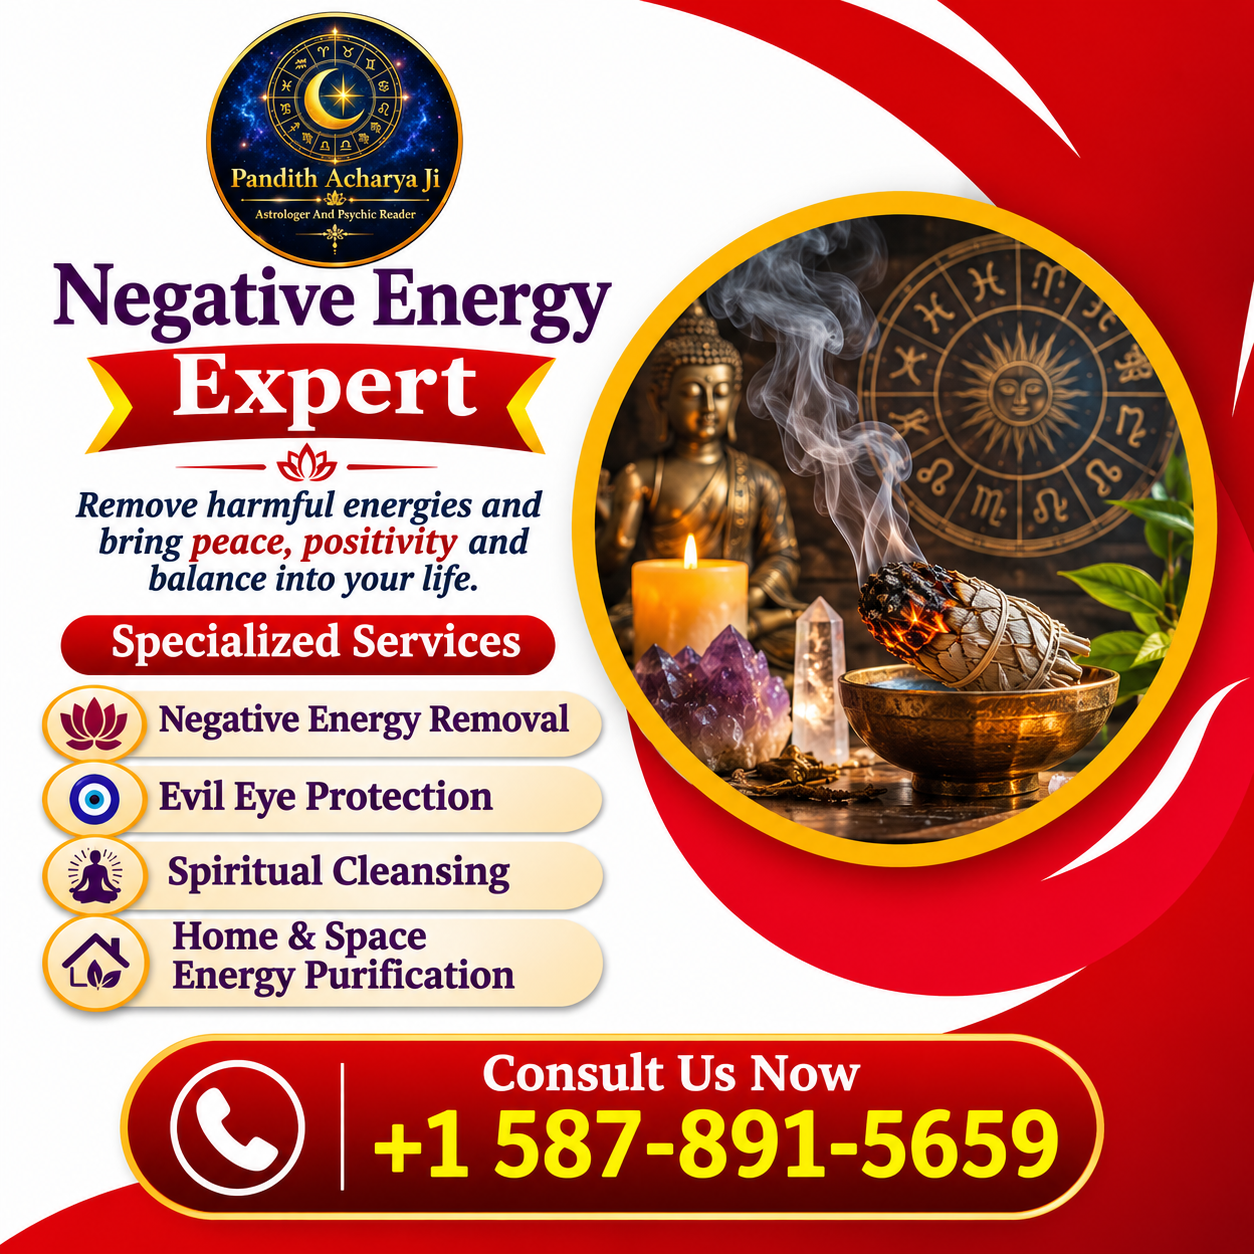 Pandith Acharya Ji
Astrologer And Psychic Reader
Negative Energy
Expert
Remove harmful energies and
bring peace, positivity and
balance into your life.
Specialized Services
Negative Energy Removal
Evil Eye Protection
Spiritual Cleansing
Home & Space
Energy Purification
Consult Us Now
+1 587-891-5659